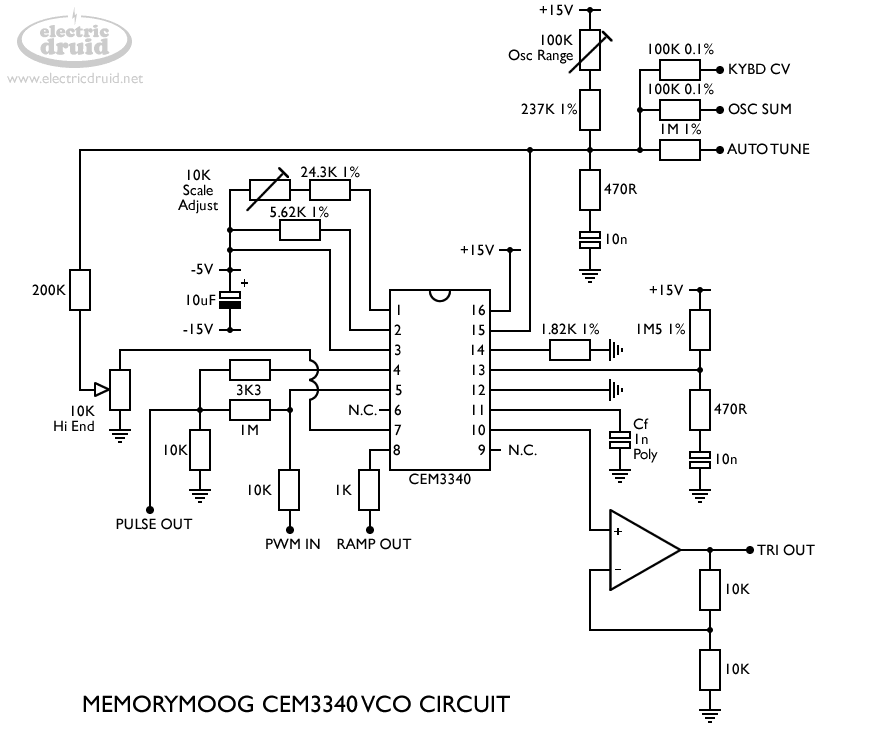 electric
druid
www.electricdruid.net
+15V
100K
Osc Range
237K 1%
100K 0.1%
KYBD CV
100K 0.1%
OSC SUM
1M 1%
AUTO TUNE
470R
10n
10K
Scale
Adjust
24.3K 1%
5.62K 1%
-5V
+
10uF
-15V
200K
10K
Hi End
+15V
1
2
3
4
5
6
7
8
16
15
14
13
12
11
10
9
CEM3340
3K3
1M
N.C.
N.C.
10K
10K
1K
PULSE OUT
PWM IN
RAMP OUT
1.82K 1%
+15V
1M5 1%
470R
10n
Cf
1n
Poly
+
−
TRI OUT
10K
10K
MEMORYMOOG CEM3340 VCO CIRCUIT